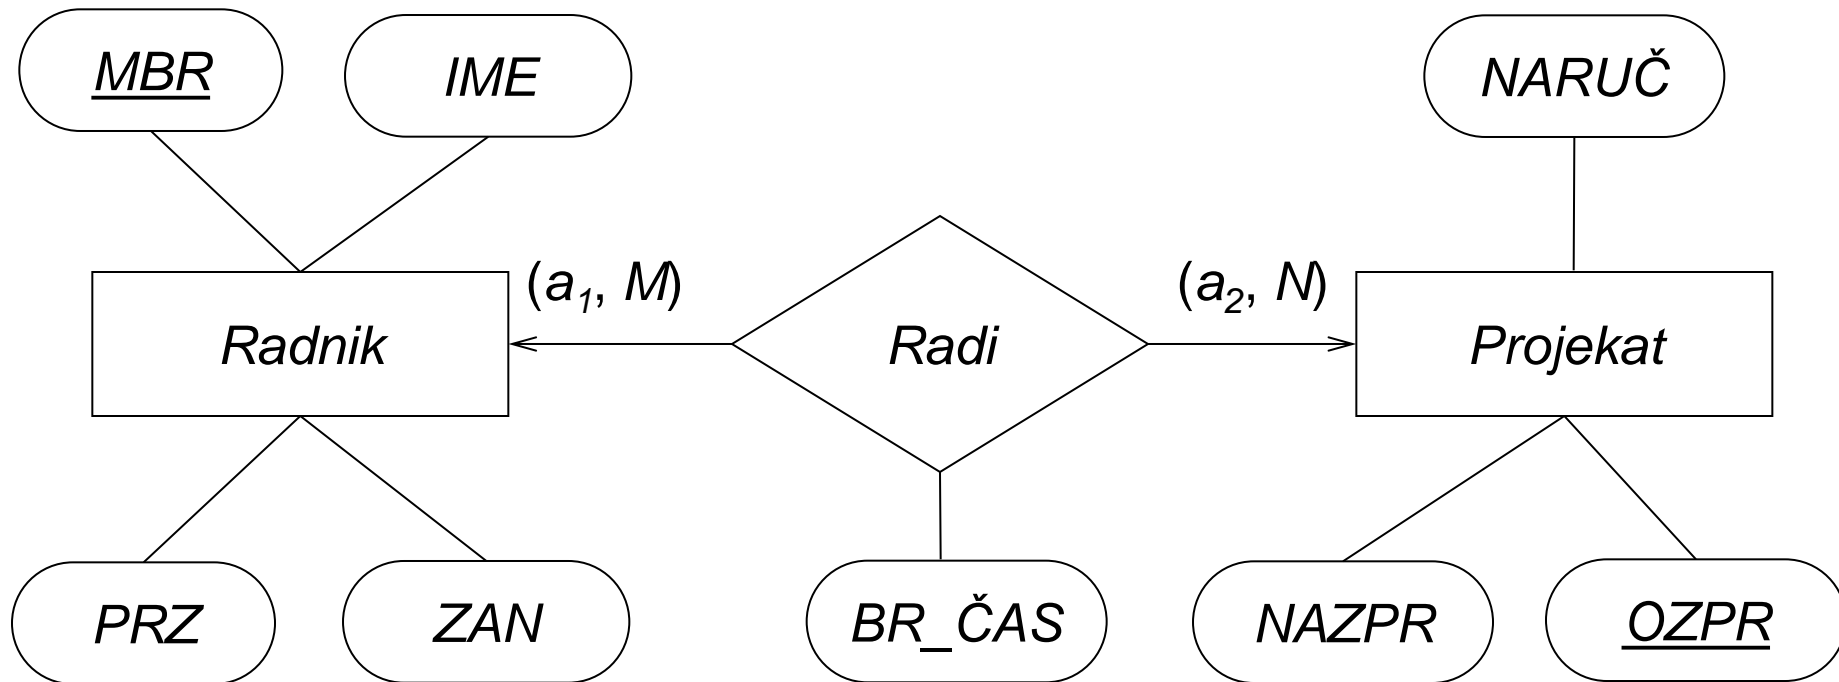 MBR
IME
NARUČ
(a₁, M)
(a₂, N)
Radnik
Radi
Projekat
PRZ
ZAN
BR_ČAS
NAZPR
OZPR